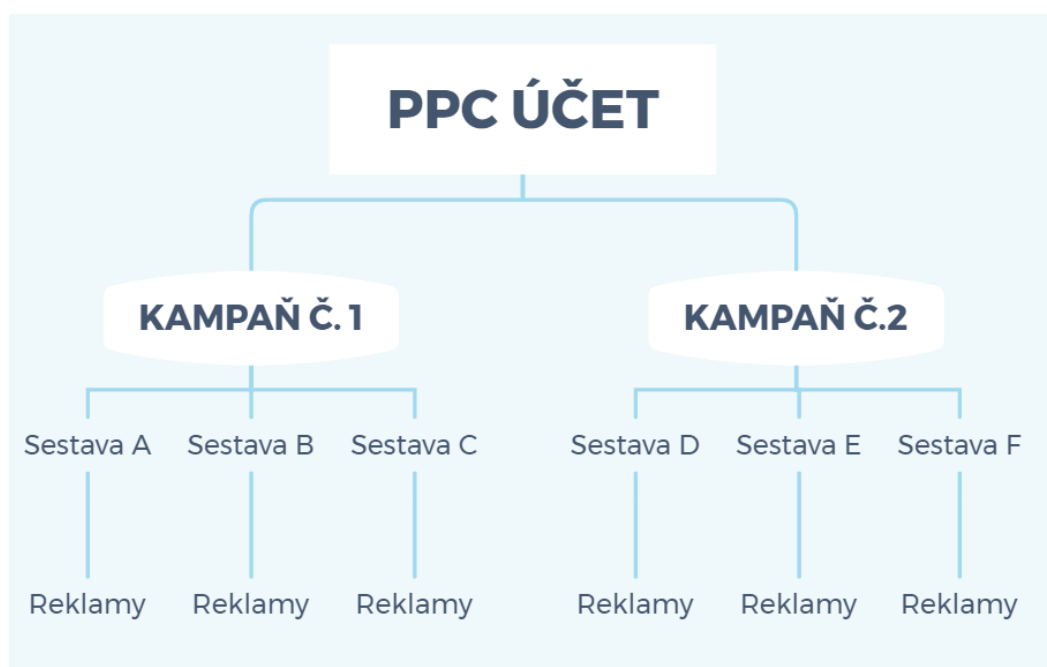 PPC ÚČET
KAMPAŇ Č. 1
KAMPAŇ Č.2
Sestava A
Sestava B
Sestava C
Sestava D
Sestava E
Sestava F
Reklamy
Reklamy
Reklamy
Reklamy
Reklamy
Reklamy